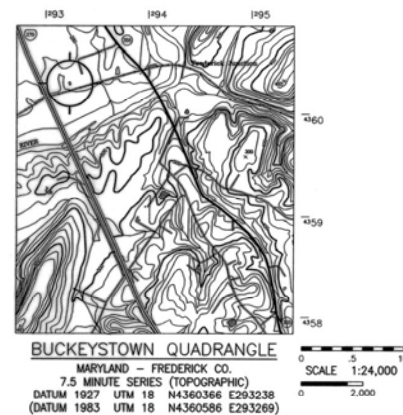 293 294 295
270
355
Frederick Junction
4360
RIVER
4359
4358
BUCKEYSTOWN QUADRANGLE
MARYLAND – FREDERICK CO.
7.5 MINUTE SERIES (TOPOGRAPHIC)
DATUM 1927 UTM 18 N4360366 E293238
(DATUM 1983 UTM 18 N4360586 E293269)
0 .5 1
SCALE 1:24,000
0 2,000